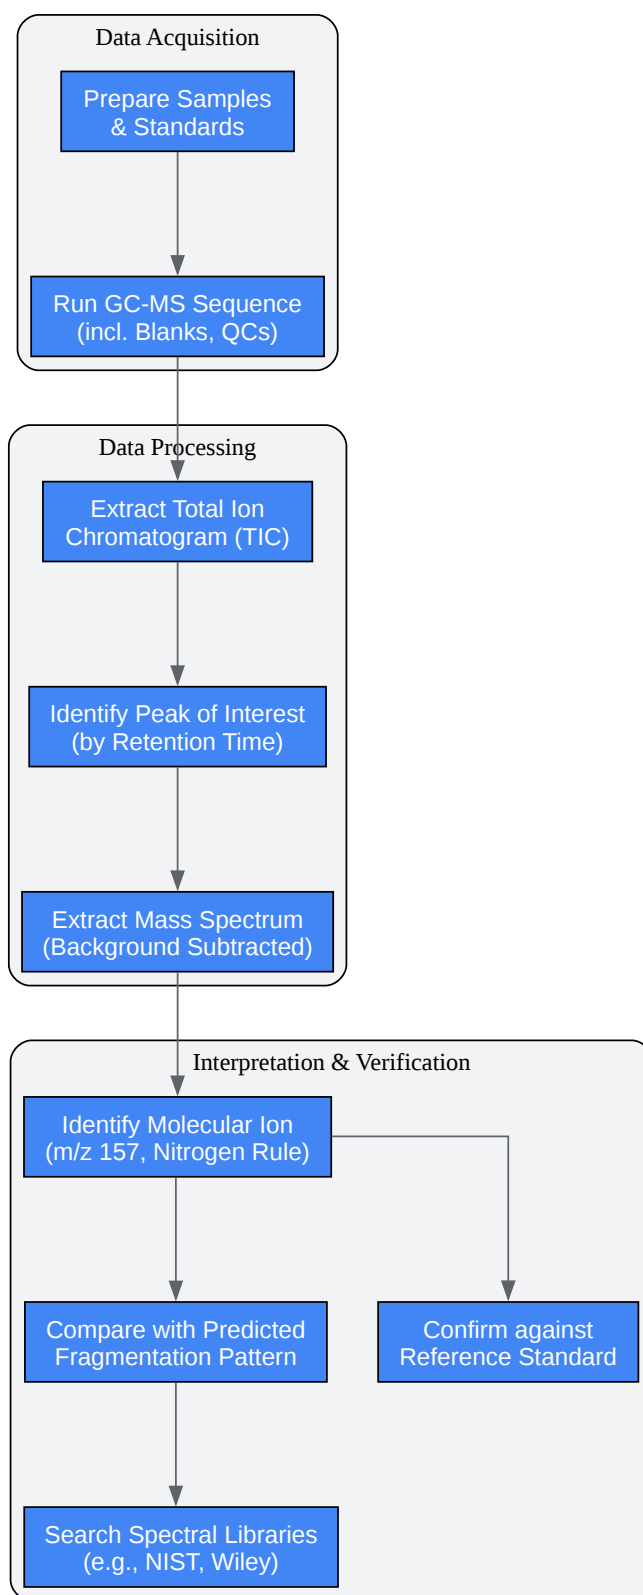 Data Acquisition
Prepare Samples
& Standards
Run GC-MS Sequence
(incl. Blanks, QCs)
Data Processing
Extract Total Ion
Chromatogram (TIC)
Identify Peak of Interest
(by Retention Time)
Extract Mass Spectrum
(Background Subtracted)
Interpretation & Verification
Identify Molecular Ion
(m/z 157, Nitrogen Rule)
Compare with Predicted
Fragmentation Pattern
Confirm against
Reference Standard
Search Spectral Libraries
(e.g., NIST, Wiley)